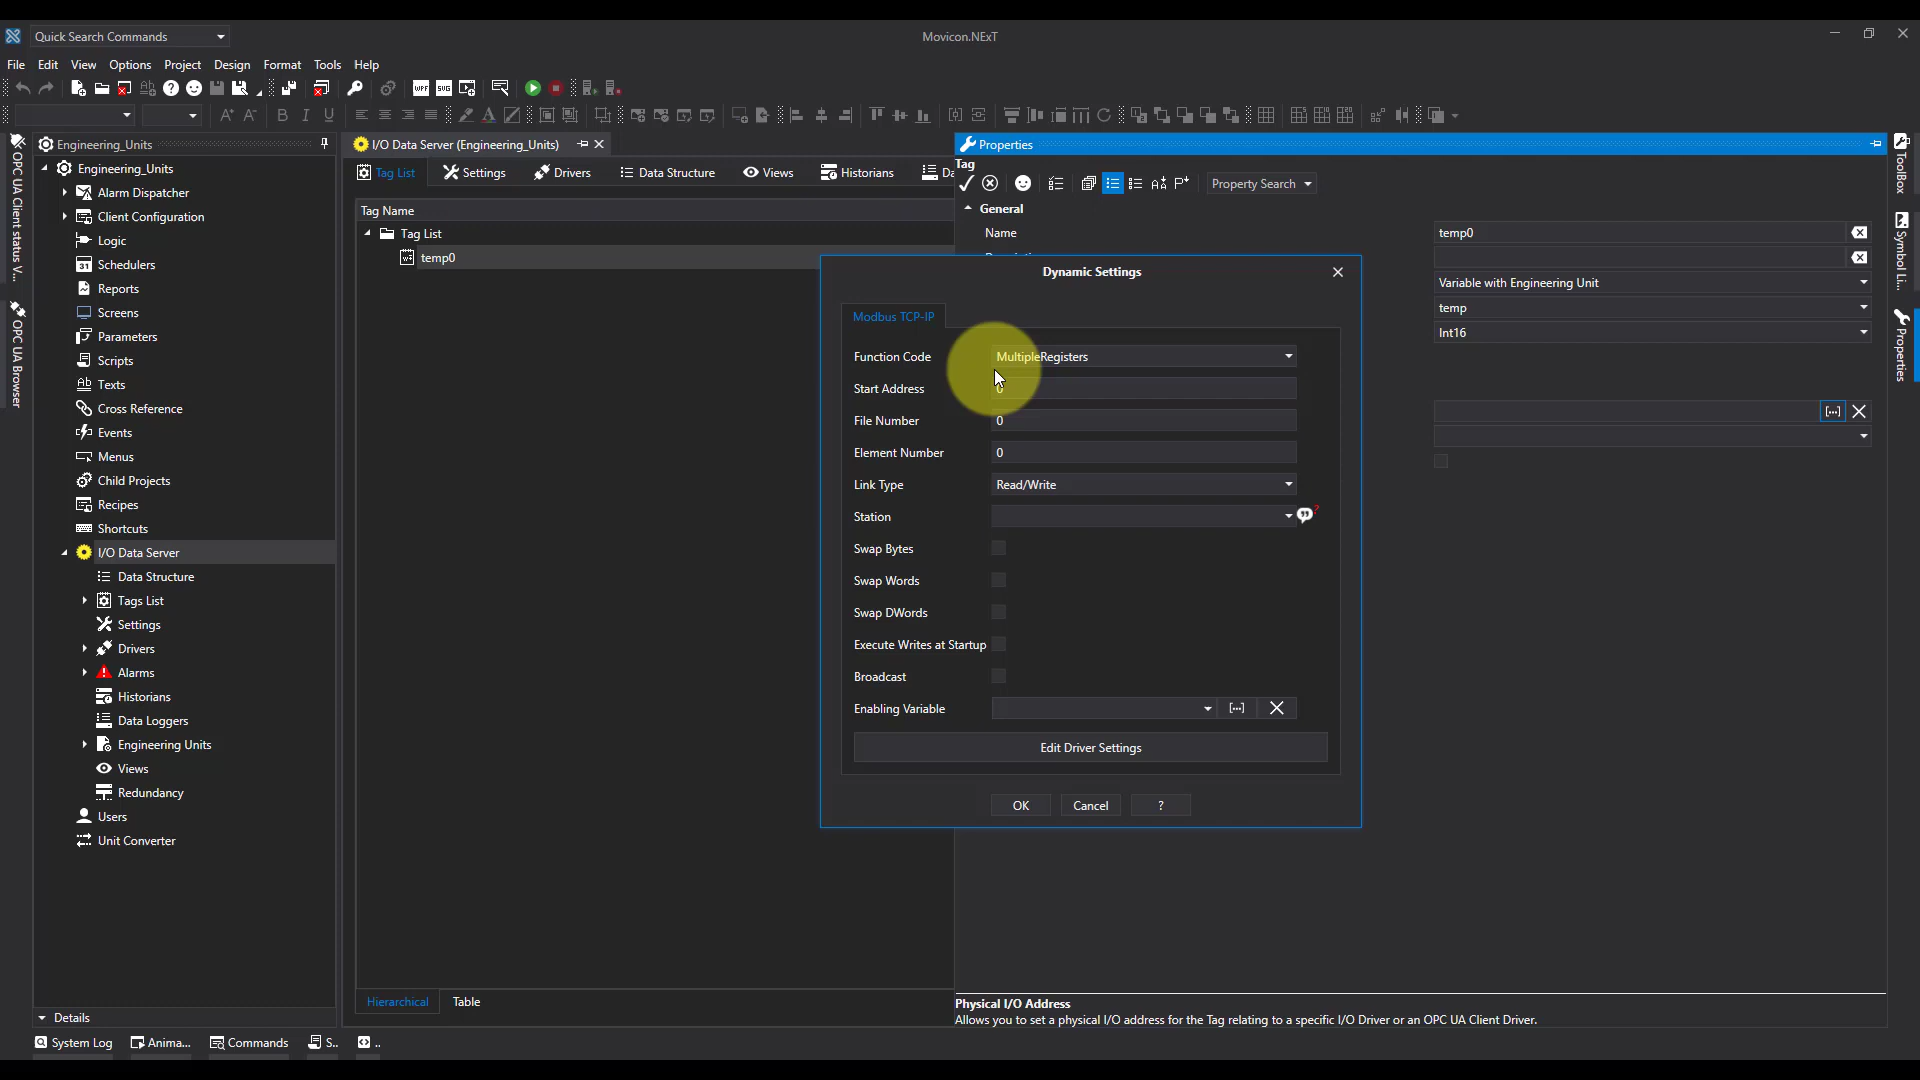 Quick Search Commands
Movicon.NExT
File Edit View Options Project Design Format Tools Help
WPF SVG
Engineering_Units
I/O Data Server (Engineering_Units)
Properties
Engineering_Units
Alarm Dispatcher
Client Configuration
Logic
Schedulers
Reports
Screens
Parameters
Scripts
Texts
Cross Reference
Events
Menus
Child Projects
Recipes
Shortcuts
I/O Data Server
Data Structure
Tags List
Settings
Drivers
Alarms
Historians
Data Loggers
Engineering Units
Views
Redundancy
Users
Unit Converter
Details
System Log Anima... Commands S.. ..
OPC UA Client status V...
OPC UA Browser
Tag List Settings Drivers Data Structure Views Historians Da
Tag Name
Tag List
temp0
Hierarchical Table
Tag
Property Search
General
Name temp0
Variable with Engineering Unit
temp
Int16
Dynamic Settings
Modbus TCP-IP
Function Code MultipleRegisters
Start Address 0
File Number 0
Element Number 0
Link Type Read/Write
Station
Swap Bytes
Swap Words
Swap DWords
Execute Writes at Startup
Broadcast
Enabling Variable
Edit Driver Settings
OK Cancel ?
Physical I/O Address
Allows you to set a physical I/O address for the Tag relating to a specific I/O Driver or an OPC UA Client Driver.
ToolBox
Symbol Li...
Properties